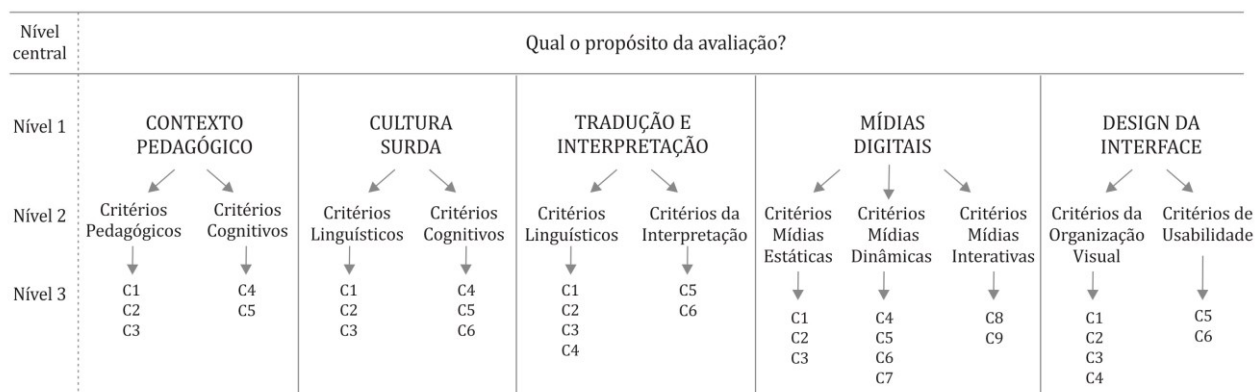 Nível
central
Qual o propósito da avaliação?
Nível 1
CONTEXTO
PEDAGÓGICO
CULTURA
SURDA
TRADUÇÃO E
INTERPRETAÇÃO
MÍDIAS
DIGITAIS
DESIGN DA
INTERFACE
Nível 2
Critérios
Pedagógicos
Critérios
Cognitivos
Critérios
Linguísticos
Critérios
Cognitivos
Critérios
Linguísticos
Critérios da
Interpretação
Critérios
Mídias
Estáticas
Critérios
Mídias
Dinâmicas
Critérios
Mídias
Interativas
Critérios da
Organização
Visual
Critérios de
Usabilidade
Nível 3
C1
C2
C3
C4
C5
C1
C2
C3
C4
C5
C6
C1
C2
C3
C4
C5
C6
C1
C2
C3
C4
C5
C6
C7
C8
C9
C1
C2
C3
C4
C5
C6